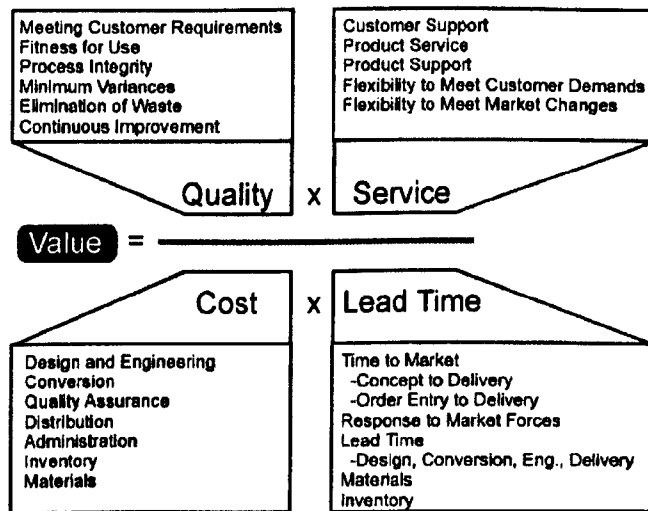 Meeting Customer Requirements
Fitness for Use
Process Integrity
Minimum Variances
Elimination of Waste
Continuous Improvement
Customer Support
Product Service
Product Support
Flexibility to Meet Customer Demands
Flexibility to Meet Market Changes
Quality x Service
Value =
Cost x Lead Time
Design and Engineering
Conversion
Quality Assurance
Distribution
Administration
Inventory
Materials
Time to Market
-Concept to Delivery
-Order Entry to Delivery
Response to Market Forces
Lead Time
-Design, Conversion, Eng., Delivery
Materials
Inventory